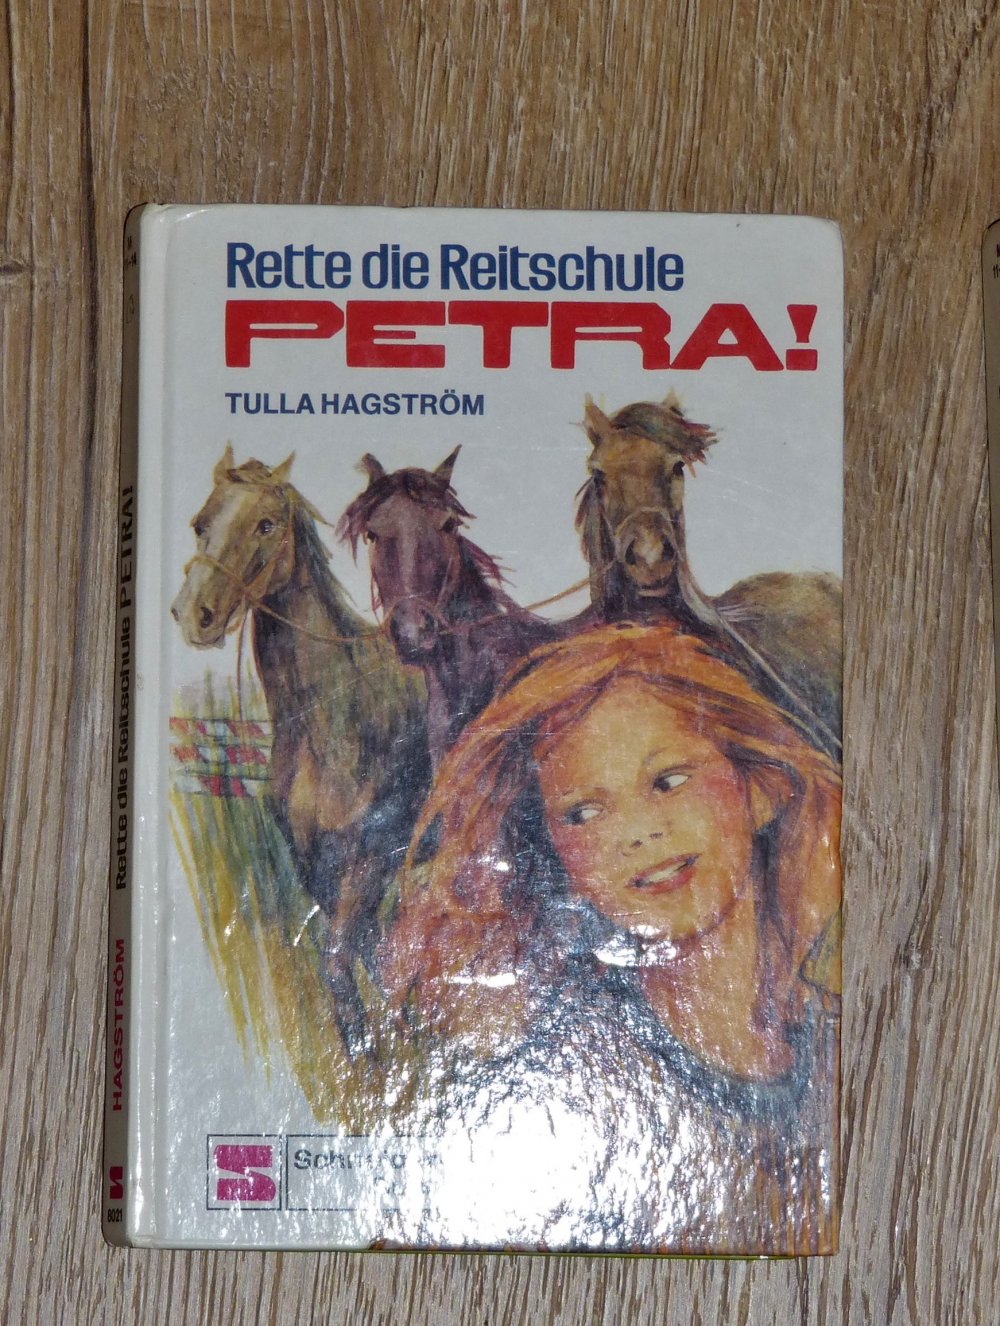 Rette die Reitschule
PETRA!
TULLA HAGSTRÖM
HAGSTRÖM Rette die Reitschule PETRA!
8021